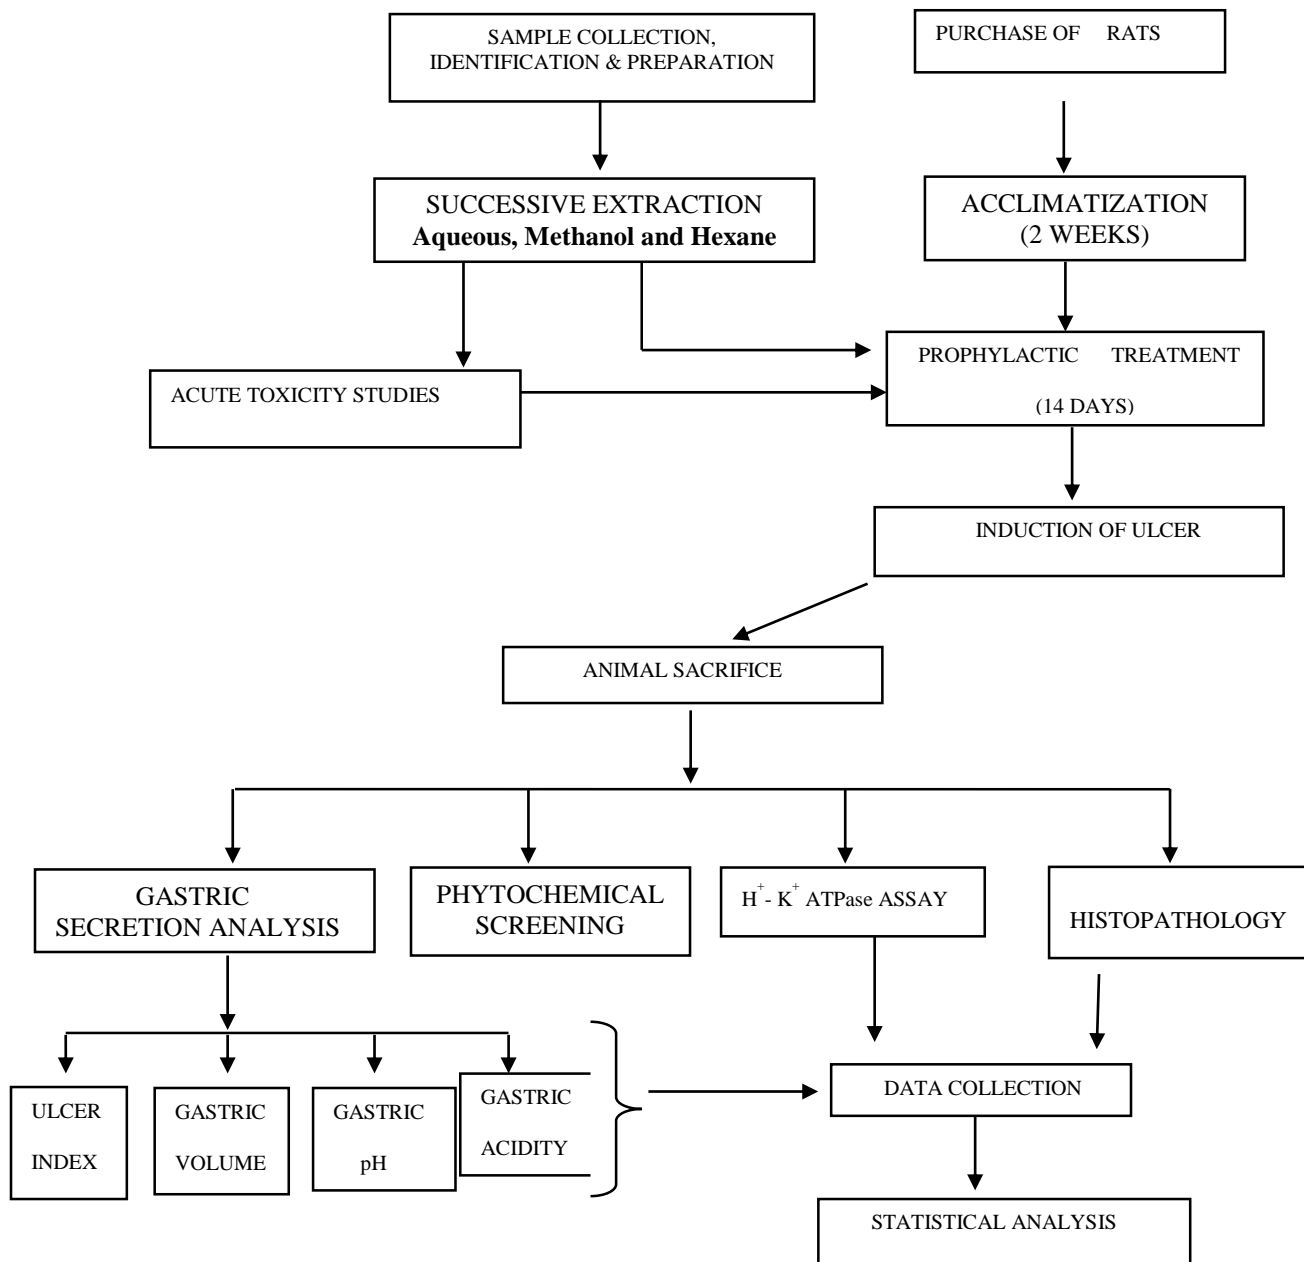 SAMPLE COLLECTION,
IDENTIFICATION & PREPARATION
PURCHASE OF RATS
SUCCESSIVE EXTRACTION
Aqueous, Methanol and Hexane
ACCLIMATIZATION
(2 WEEKS)
PROPHYLACTIC TREATMENT
(14 DAYS)
ACUTE TOXICITY STUDIES
INDUCTION OF ULCER
ANIMAL SACRIFICE
GASTRIC
SECRETION ANALYSIS
PHYTOCHEMICAL
SCREENING
H⁺- K⁺ ATPase ASSAY
HISTOPATHOLOGY
ULCER
INDEX
GASTRIC
VOLUME
GASTRIC
pH
GASTRIC
ACIDITY
DATA COLLECTION
STATISTICAL ANALYSIS